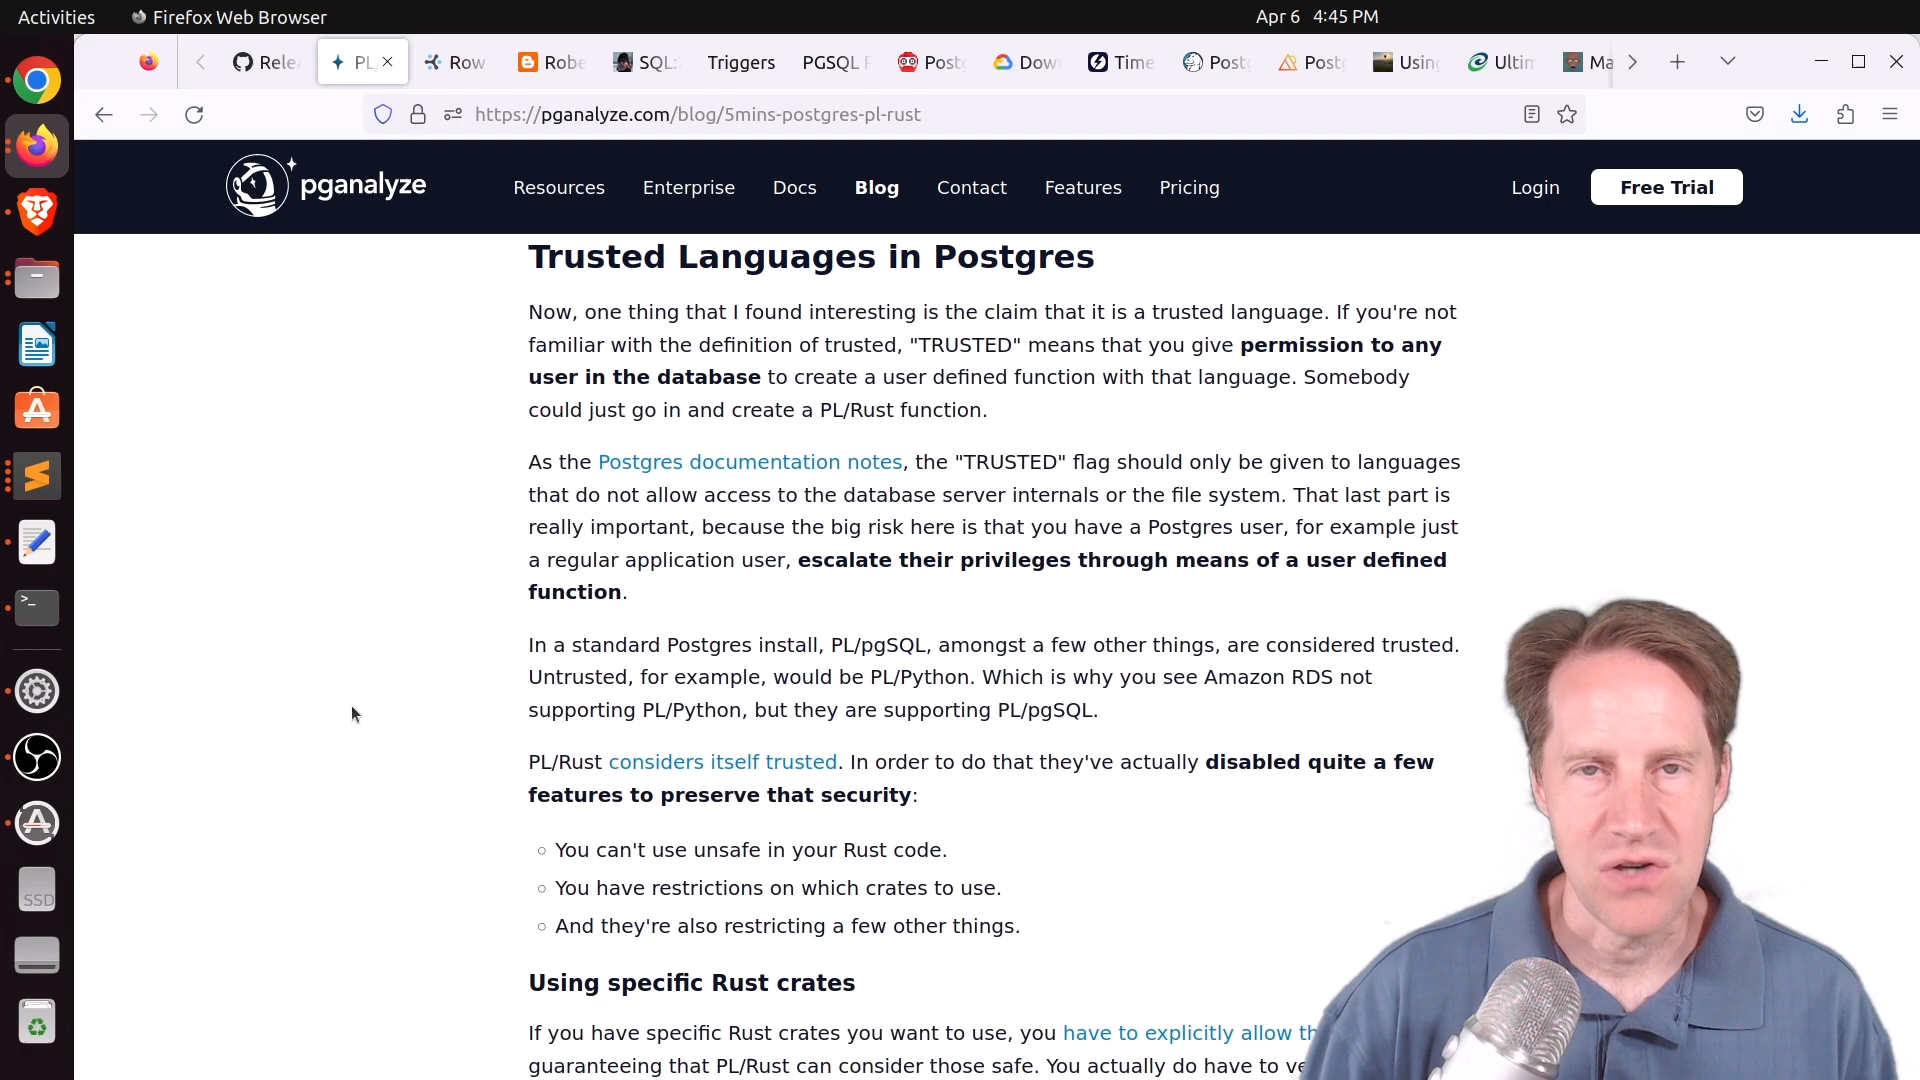 Activities Firefox Web Browser Apr 6 4:45 PM
Rele PL Row Robe SQL: Triggers PGSQL Postg Dow Time Postg Postg Using Ultim Ma
https://pganalyze.com/blog/5mins-postgres-pl-rust
pganalyze Resources Enterprise Docs Blog Contact Features Pricing Login Free Trial
Trusted Languages in Postgres
Now, one thing that I found interesting is the claim that it is a trusted language. If you're not
familiar with the definition of trusted, "TRUSTED" means that you give permission to any
user in the database to create a user defined function with that language. Somebody
could just go in and create a PL/Rust function.
As the Postgres documentation notes, the "TRUSTED" flag should only be given to languages
that do not allow access to the database server internals or the file system. That last part is
really important, because the big risk here is that you have a Postgres user, for example just
a regular application user, escalate their privileges through means of a user defined
function.
In a standard Postgres install, PL/pgSQL, amongst a few other things, are considered trusted.
Untrusted, for example, would be PL/Python. Which is why you see Amazon RDS not
supporting PL/Python, but they are supporting PL/pgSQL.
PL/Rust considers itself trusted. In order to do that they've actually disabled quite a few
features to preserve that security:
You can't use unsafe in your Rust code.
You have restrictions on which crates to use.
And they're also restricting a few other things.
SSD
Using specific Rust crates
If you have specific Rust crates you want to use, you have to explicitly allow th
guaranteeing that PL/Rust can consider those safe. You actually do have to ve